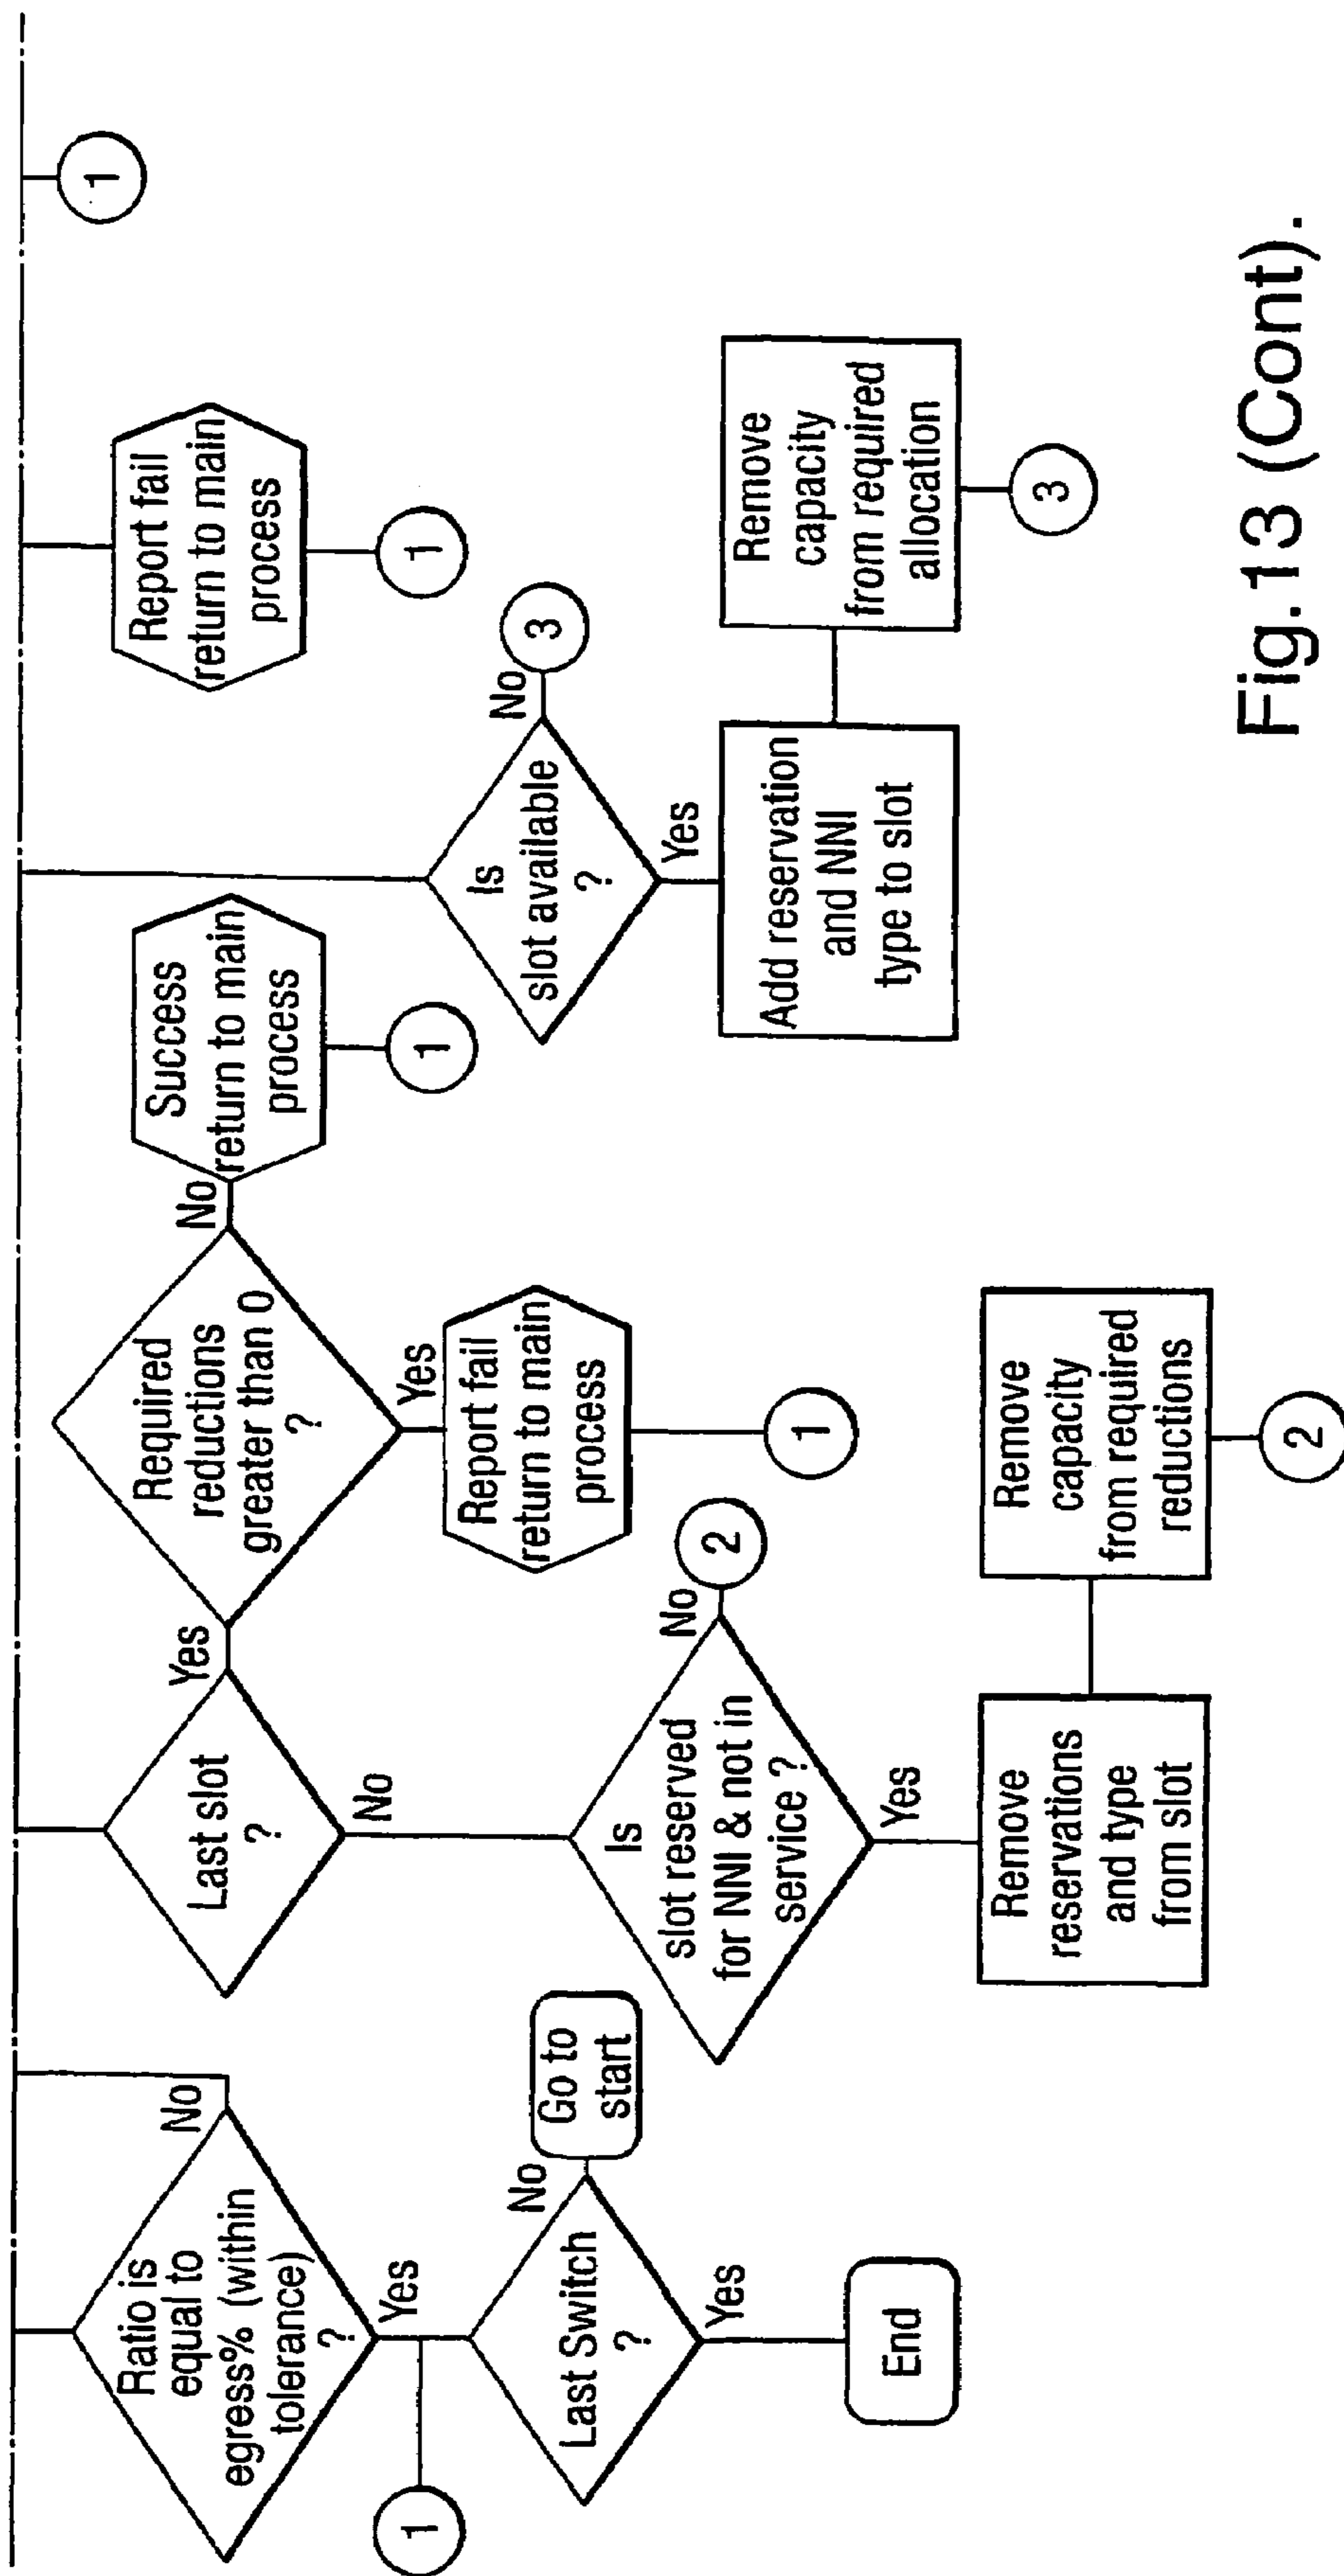 Ratio is
equal to
egress% (within
tolerance)
?
No
Yes
1
Last Switch
?
No
Go to
start
Yes
End
Last slot
?
Yes
No
Required
reductions
greater than 0
?
No
Success
return to main
process
1
Yes
Report fail
return to main
process
1
Is
slot reserved
for NNI & not in
service ?
No
2
Yes
Remove
reservations
and type
from slot
Remove
capacity
from required
reductions
2
Is
slot available
?
No
3
Yes
Add reservation
and NNI
type to slot
Remove
capacity
from required
allocation
3
Report fail
return to main
process
1
1
Fig.13 (Cont).